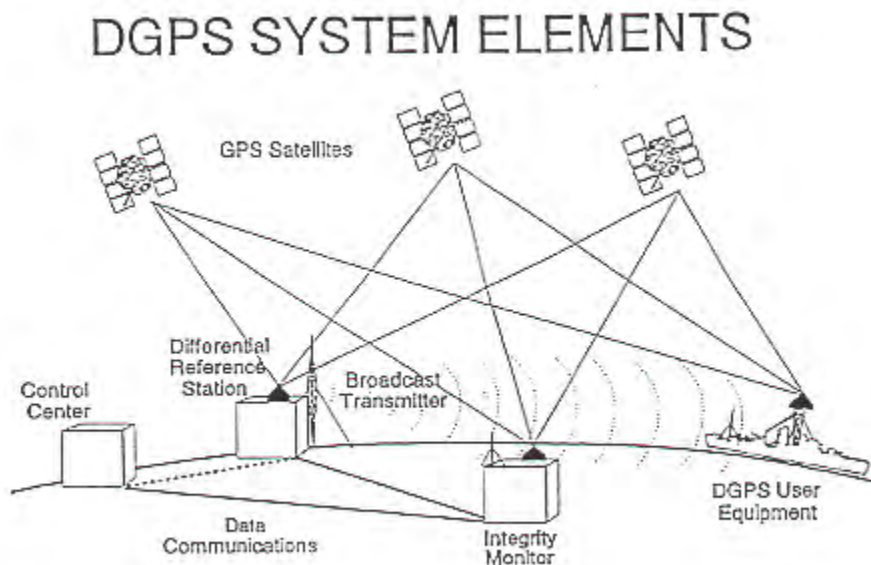 DGPS SYSTEM ELEMENTS
GPS Satellites
Differential
Reference
Station
Control
Center
Broadcast
Transmitter
DGPS User
Equipment
Data
Communications
Integrity
Monitor